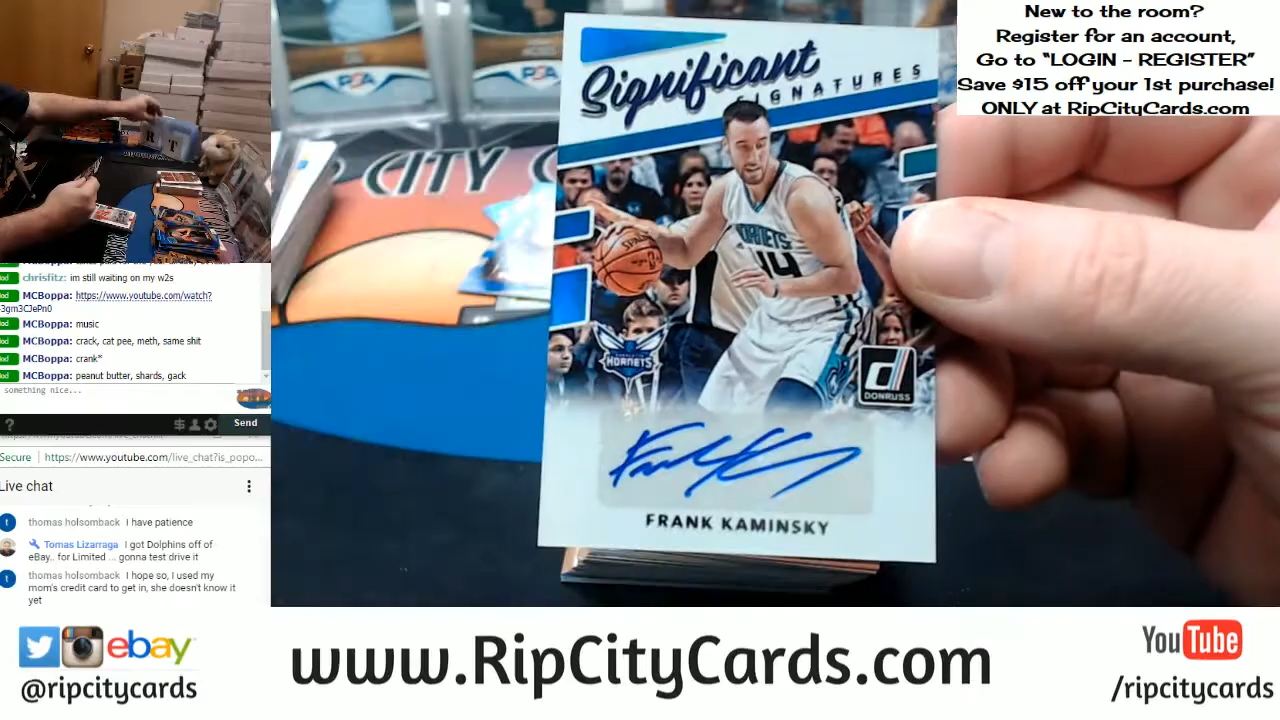 New to the room?
Register for an account,
Go to “LOGIN - REGISTER”
Save $15 off your 1st purchase!
ONLY at RipCityCards.com
PSA
PSA
CITY
R
T
Significant
SIGNATURES
SPALDING
HORNETS
14
HORNETS
d
DONRUSS
FRANK KAMINSKY
chrisfitz: im still waiting on my w2s
MCBoppa: https://www.youtube.com/watch?
3gm3CJePn0
MCBoppa: music
MCBoppa: crack, cat pee, meth, same shit
MCBoppa: crank*
MCBoppa: peanut butter, shards, gack
something nice...
? $ Send
Secure https://www.youtube.com/live_chat?is_popo...
Live chat
t thomas holsomback I have patience
Tomas Lizarraga I got Dolphins off of
eBay.. for Limited ... gonna test drive it
t thomas holsomback I hope so, I used my
mom's credit card to get in, she doesn't know it
yet
ebay
@ripcitycards
www.RipCityCards.com
YouTube
/ripcitycards